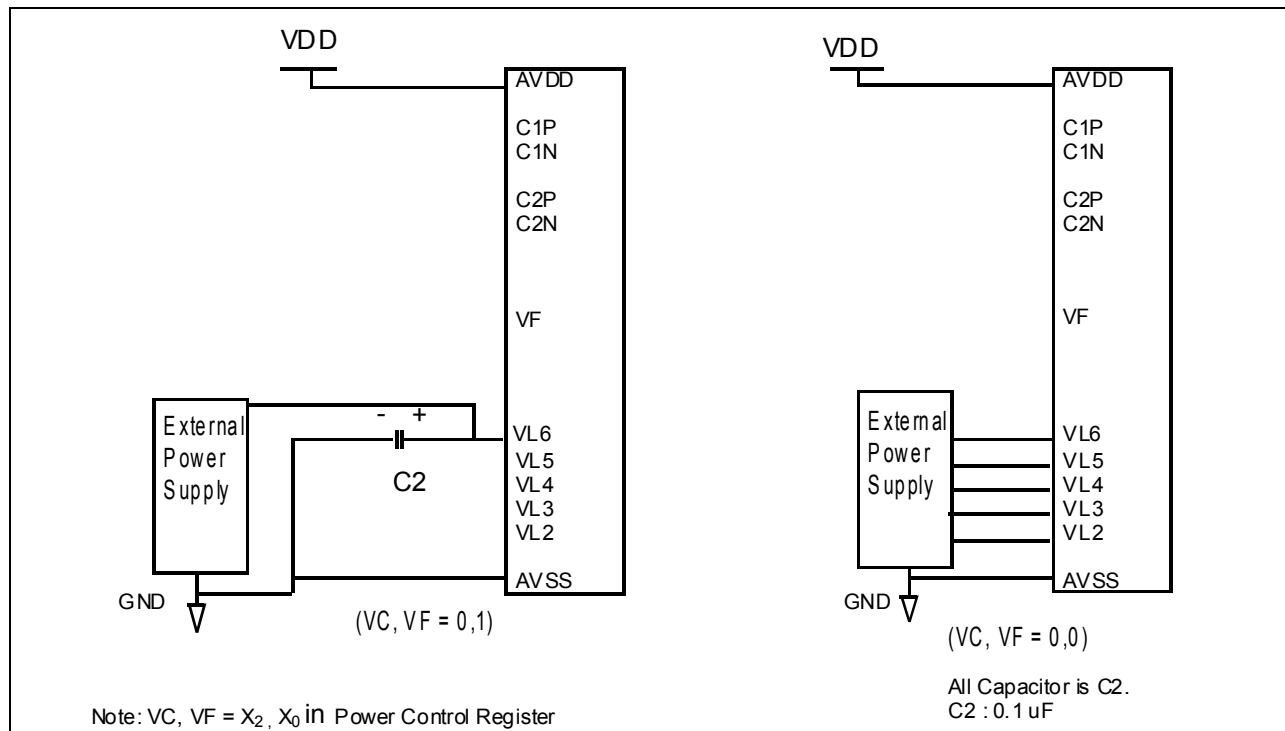 VDD
AVDD
C1P
C1N
C2P
C2N
VF
External
Power
Supply
- +
C2
VL6
VL5
VL4
VL3
VL2
AVSS
GND
(VC, VF = 0,1)
Note: VC, VF = X2 , X0 in Power Control Register
VDD
AVDD
C1P
C1N
C2P
C2N
VF
External
Power
Supply
VL6
VL5
VL4
VL3
VL2
AVSS
GND
(VC, VF = 0,0)
All Capacitor is C2.
C2 : 0.1 uF